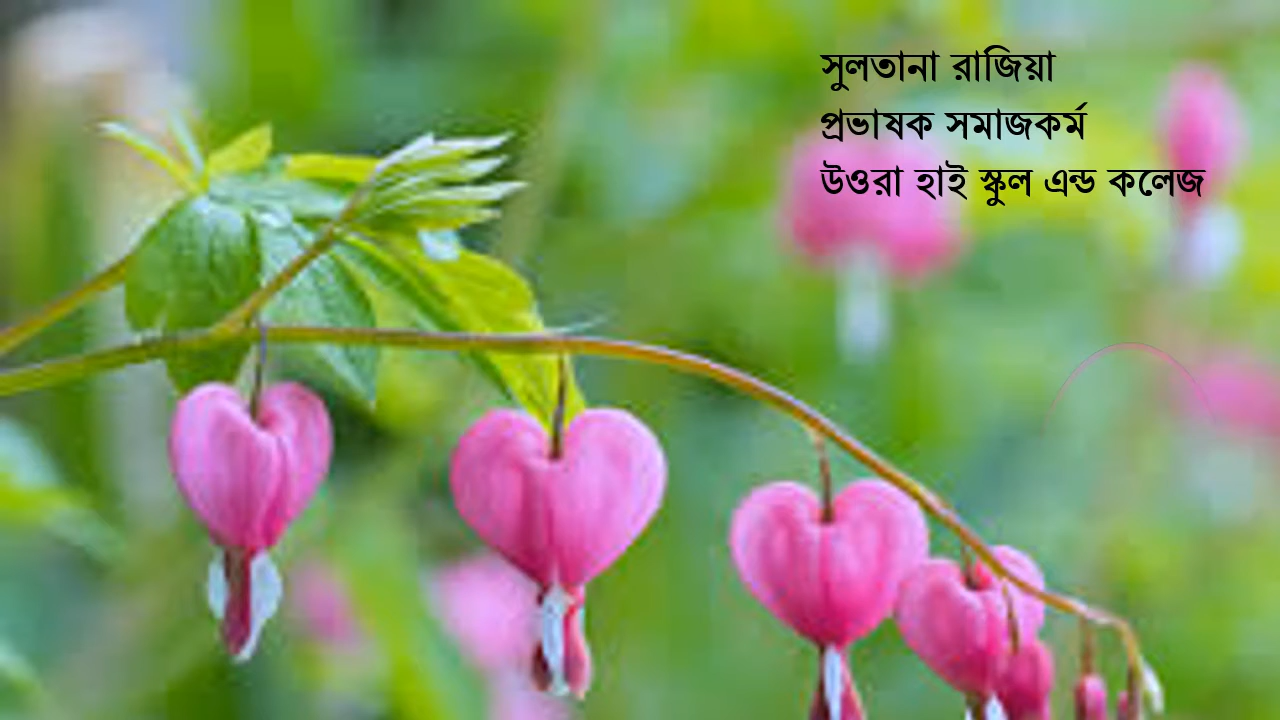 সুলতানা রাজিয়া
প্রভাষক সমাজকর্ম
উওরা হাই স্কুল এন্ড কলেজ